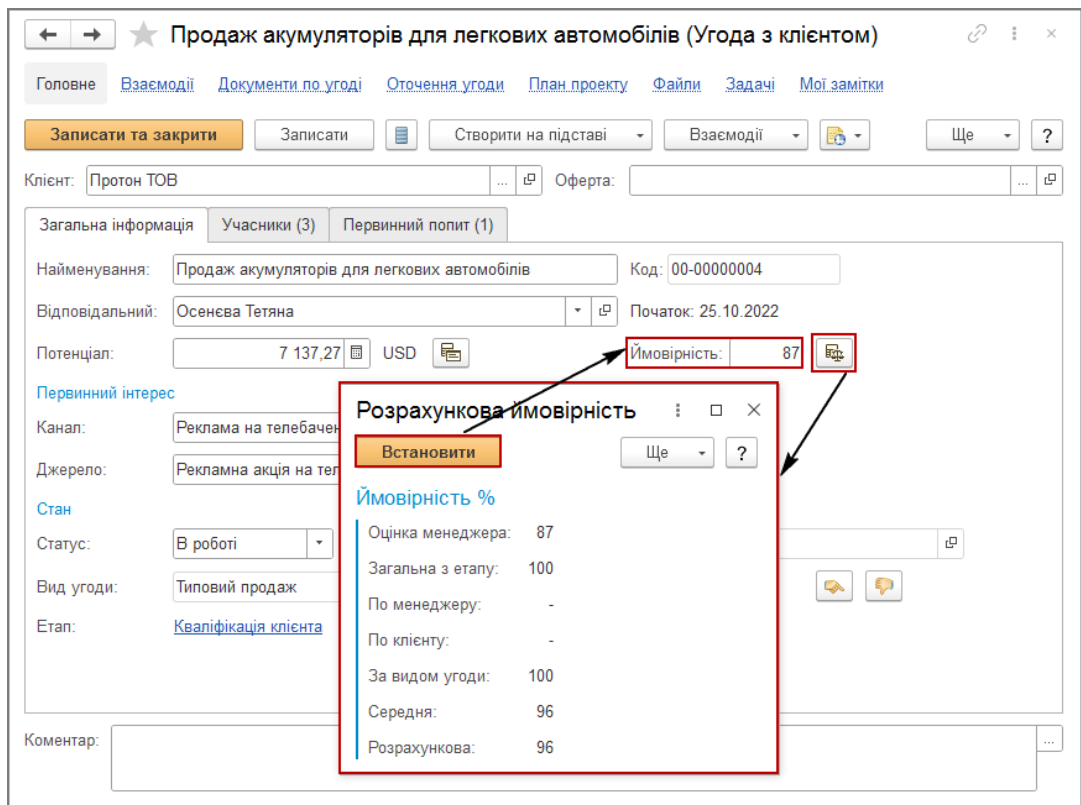 Продаж акумуляторів для легкових автомобілів (Угода з клієнтом)
Головне Взаємодії Документи по угоді Оточення угоди План проекту Файли Задачі Мої замітки
Записати та закрити Записати Створити на підставі Взаємодії Ще ?
Клієнт: Протон ТОВ ... Оферта: ...
Загальна інформація Учасники (3) Первинний попит (1)
Найменування: Продаж акумуляторів для легкових автомобілів Код: 00-00000004
Відповідальний: Осенєва Тетяна Початок: 25.10.2022
Потенціал: 7 137,27 USD Ймовірність: 87
Первинний інтерес
Канал: Реклама на телебачен
Джерело: Рекламна акція на тел
Стан
Статус: В роботі
Вид угоди: Типовий продаж
Етап: Кваліфікація клієнта
Розрахункова ймовірність
Встановити Ще ?
Ймовірність %
Оцінка менеджера: 87
Загальна з етапу: 100
По менеджеру: -
По клієнту: -
За видом угоди: 100
Середня: 96
Розрахункова: 96
Коментар: ...